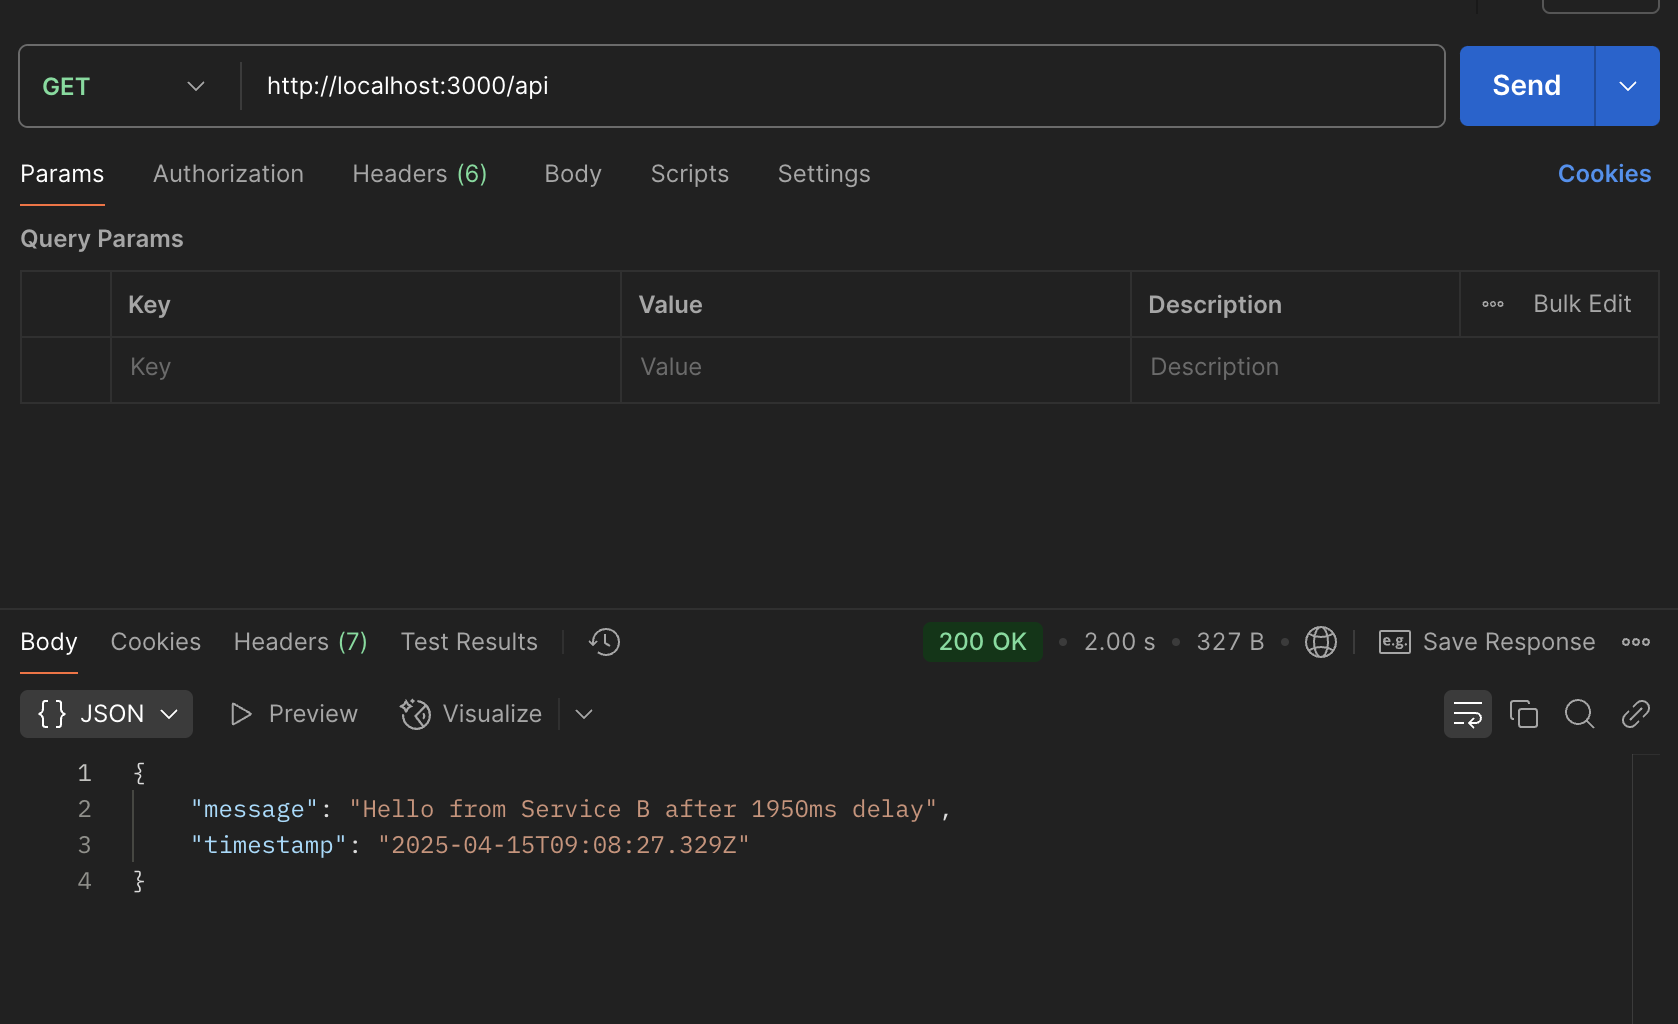 GET http://localhost:3000/api Send
Params Authorization Headers (6) Body Scripts Settings Cookies
Query Params
Key Value Description Bulk Edit
Key Value Description
Body Cookies Headers (7) Test Results 200 OK 2.00 s 327 B e.g. Save Response
{} JSON Preview Visualize
1 {
2 "message": "Hello from Service B after 1950ms delay",
3 "timestamp": "2025-04-15T09:08:27.329Z"
4 }